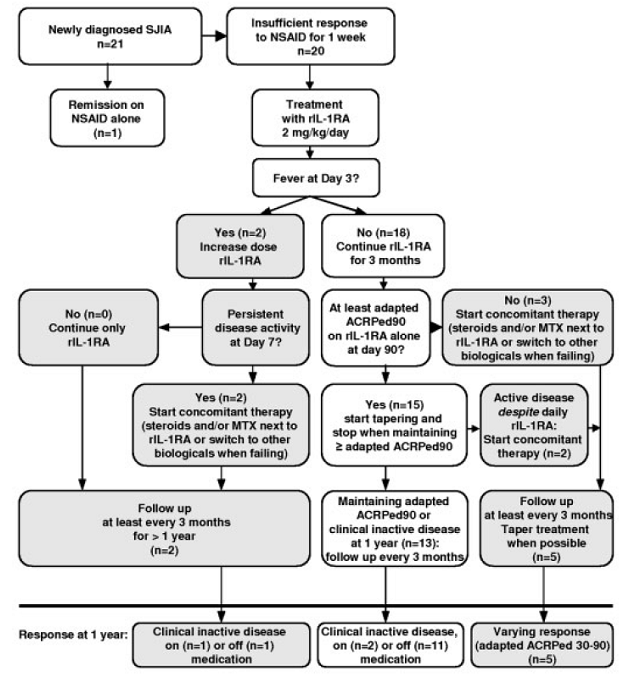 Newly diagnosed SJIA
n=21
Insufficient response
to NSAID for 1 week
n=20
Remission on
NSAID alone
(n=1)
Treatment
with rIL-1RA
2 mg/kg/day
Fever at Day 3?
Yes (n=2)
Increase dose
rIL-1RA
No (n=18)
Continue rIL-1RA
for 3 months
No (n=0)
Continue only
rIL-1RA
Persistent
disease activity
at Day 7?
At least adapted
ACRPed90
on rIL-1RA alone
at day 90?
No (n=3)
Start concomitant therapy
(steroids and/or MTX next to
rIL-1RA or switch to other
biologicals when failing)
Yes (n=2)
Start concomitant therapy
(steroids and/or MTX next to
rIL-1RA or switch to other
biologicals when failing)
Yes (n=15)
start tapering and
stop when maintaining
≥ adapted ACRPed90
Active disease
despite daily
rIL-1RA:
Start concomitant
therapy (n=2)
Follow up
at least every 3 months
for > 1 year
(n=2)
Maintaining adapted
ACRPed90 or
clinical inactive disease
at 1 year (n=13):
follow up every 3 months
Follow up
at least every 3 months
Taper treatment
when possible
(n=5)
Response at 1 year:
Clinical inactive disease
on (n=1) or off (n=1)
medication
Clinical inactive disease,
on (n=2) or off (n=11)
medication
Varying response
(adapted ACRPed 30-90)
(n=5)